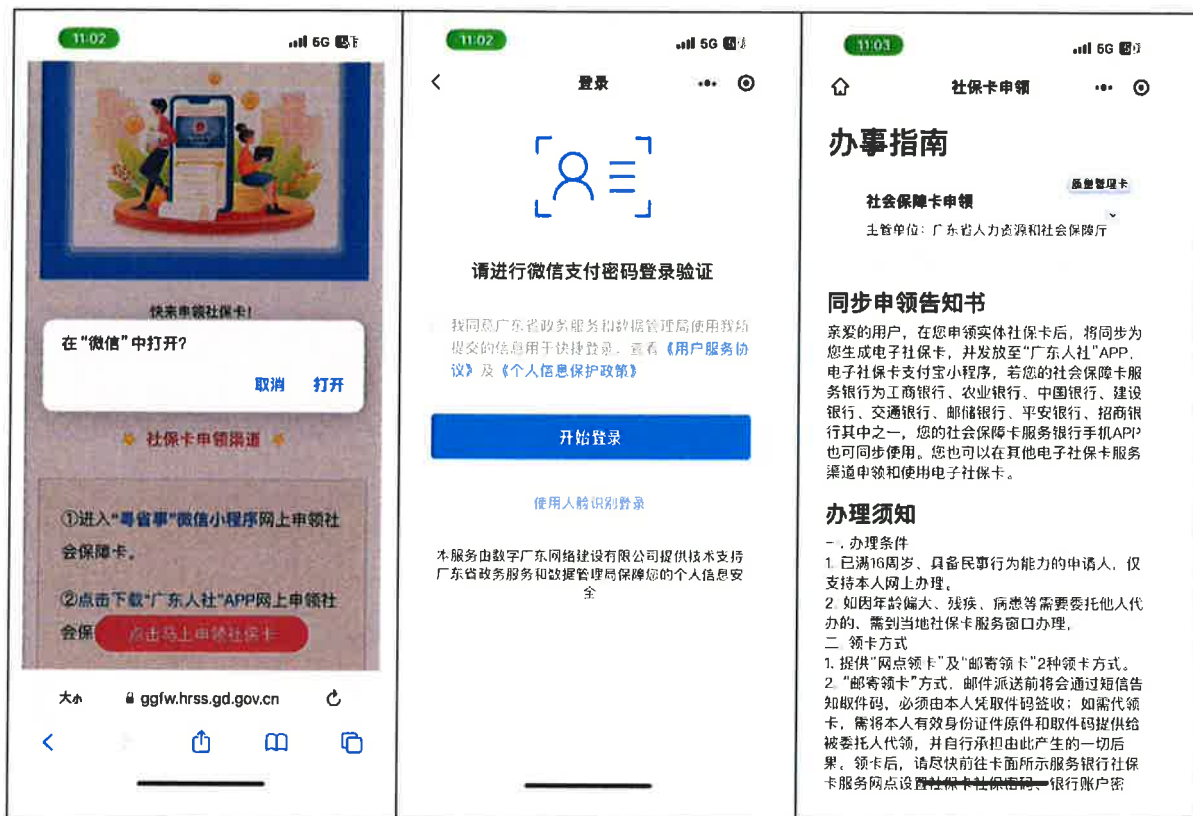 11:02
5G
快来申领社保卡!
在“微信”中打开?
取消 打开
社保卡申领渠道
①进入“粤省事”微信小程序网上申领社
会保障卡。
②点击下载“广东人社”APP网上申领社
会保
点击马上申领社保卡
大小 ggfw.hrss.gd.gov.cn
11:02
5G
登录
请进行微信支付密码登录验证
我同意广东省政务服务和数据管理局使用我所
提交的信息用于快捷登录,查看《用户服务协
议》及《个人信息保护政策》
开始登录
使用人脸识别登录
本服务由数字广东网络建设有限公司提供技术支持
广东省政务服务和数据管理局保障您的个人信息安
全
11:03
5G
社保卡申领
办事指南
质量管理卡
社会保障卡申领
主管单位:广东省人力资源和社会保障厅
同步申领告知书
亲爱的用户,在您申领实体社保卡后,将同步为
您生成电子社保卡,并发放至“广东人社”APP、
电子社保卡支付宝小程序,若您的社会保障卡服
务银行为工商银行、农业银行、中国银行、建设
银行、交通银行、邮储银行、平安银行、招商银
行其中之一,您的社会保障卡服务银行手机APP
也可同步使用。您也可以在其他电子社保卡服务
渠道申领和使用电子社保卡。
办理须知
一、办理条件
1. 已满16周岁、具备民事行为能力的申请人,仅
支持本人网上办理。
2. 如因年龄偏大、残疾、病患等需要委托他人代
办的、需到当地社保卡服务窗口办理。
二、领卡方式
1. 提供“网点领卡”及“邮寄领卡”2种领卡方式。
2. “邮寄领卡”方式,邮件派送前将会通过短信告
知取件码,必须由本人凭取件码签收;如需代领
卡,需将本人有效身份证件原件和取件码提供给
被委托人代领,并自行承担由此产生的一切后
果。领卡后,请尽快前往卡面所示服务银行社保
卡服务网点设置社保卡社保密码、银行账户密